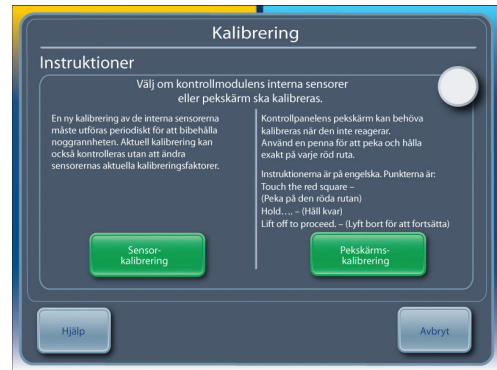 Kalibrering
Instruktioner
Välj om kontrollmodulens interna sensorer
eller pekskärm ska kalibreras.
En ny kalibrering av de interna sensorerna
måste utföras periodiskt för att bibehålla
noggrannheten. Aktuell kalibrering kan
också kontrolleras utan att ändra
sensorernas aktuella kalibreringsfaktorer.
Kontrollpanelens pekskärm kan behöva
kalibreras när den inte reagerar.
Använd en penna för att peka och hålla
exakt på varje röd ruta.
Instruktionerna är på engelska. Punkterna är:
Touch the red square –
(Peka på den röda rutan)
Hold…. – (Håll kvar)
Lift off to proceed. – (Lyft bort för att fortsätta)
Sensor-
kalibrering
Pekskärms-
kalibrering
Hjälp
Avbryt